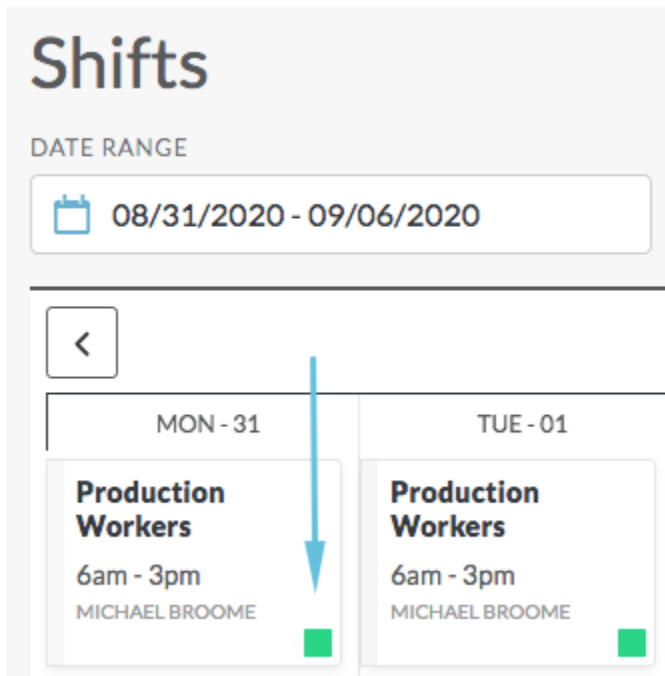 Shifts
DATE RANGE
08/31/2020 - 09/06/2020
MON - 31
TUE - 01
Production
Workers
6am - 3pm
MICHAEL BROOME
Production
Workers
6am - 3pm
MICHAEL BROOME